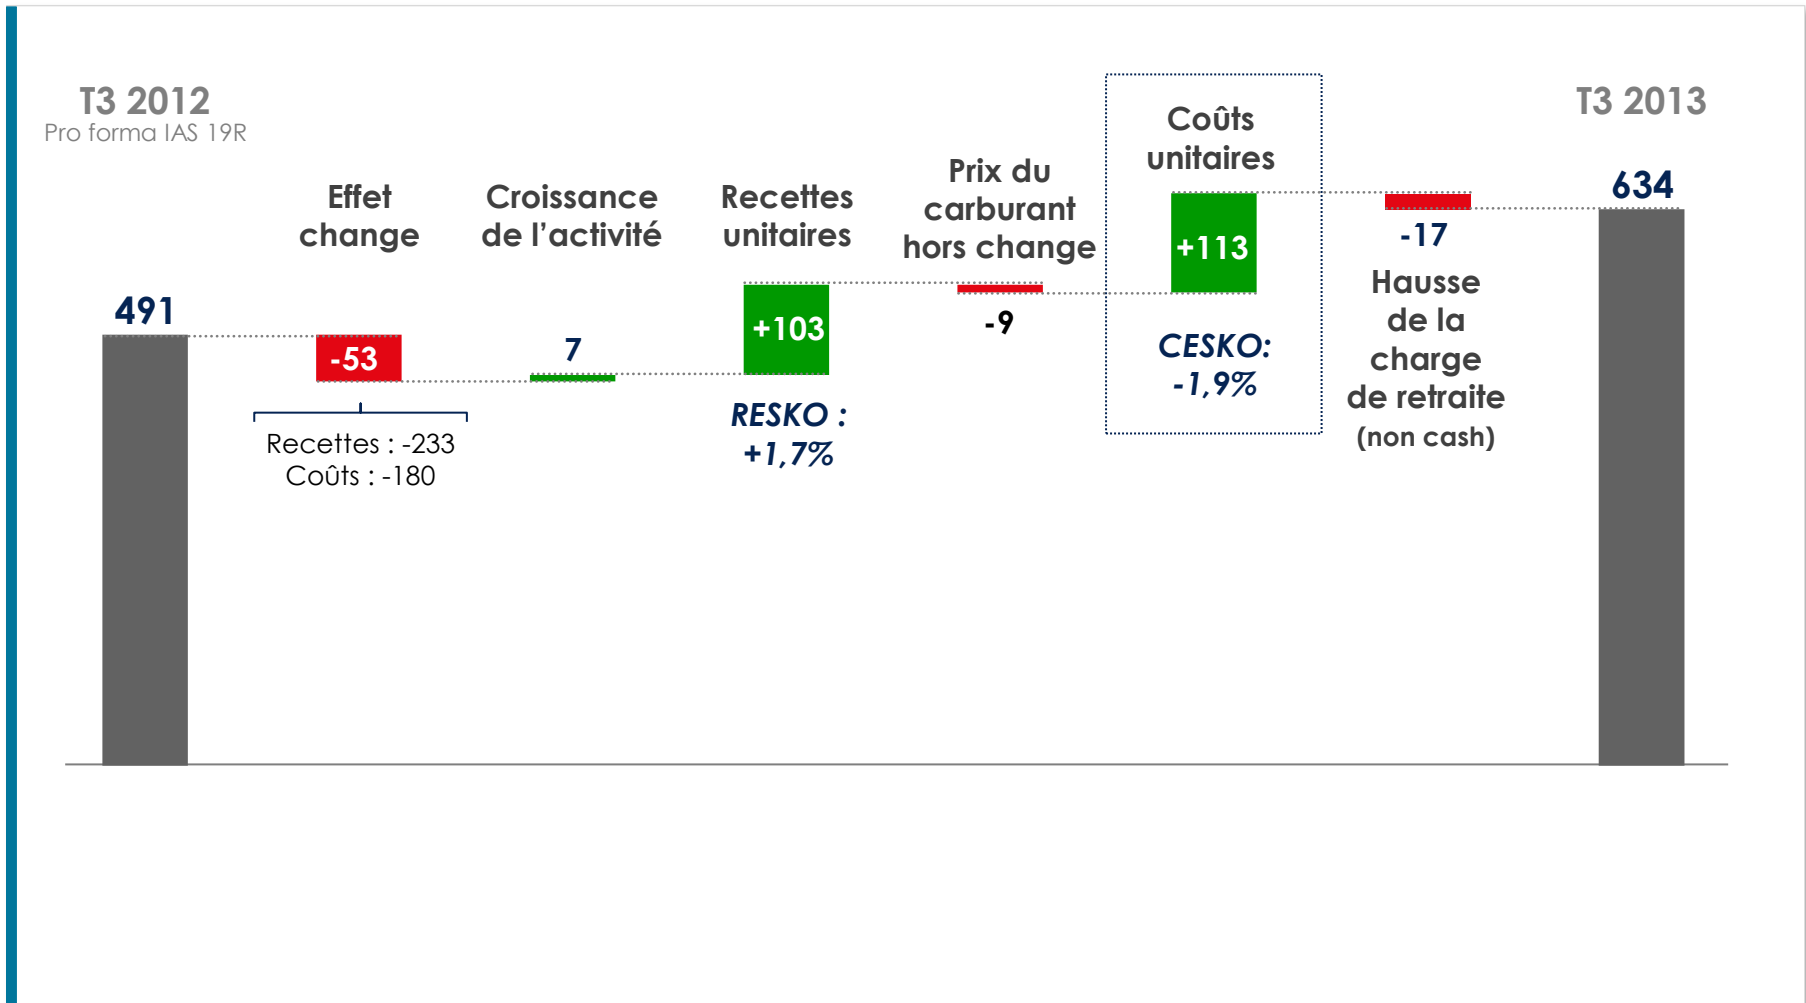 T3 2012
Pro forma IAS 19R
491
Effet
change
-53
Recettes : -233
Coûts : -180
Croissance
de l’activité
7
Recettes
unitaires
+103
RESKO :
+1,7%
Prix du
carburant
hors change
-9
Coûts
unitaires
+113
CESKO:
-1,9%
-17
Hausse
de la
charge
de retraite
(non cash)
T3 2013
634